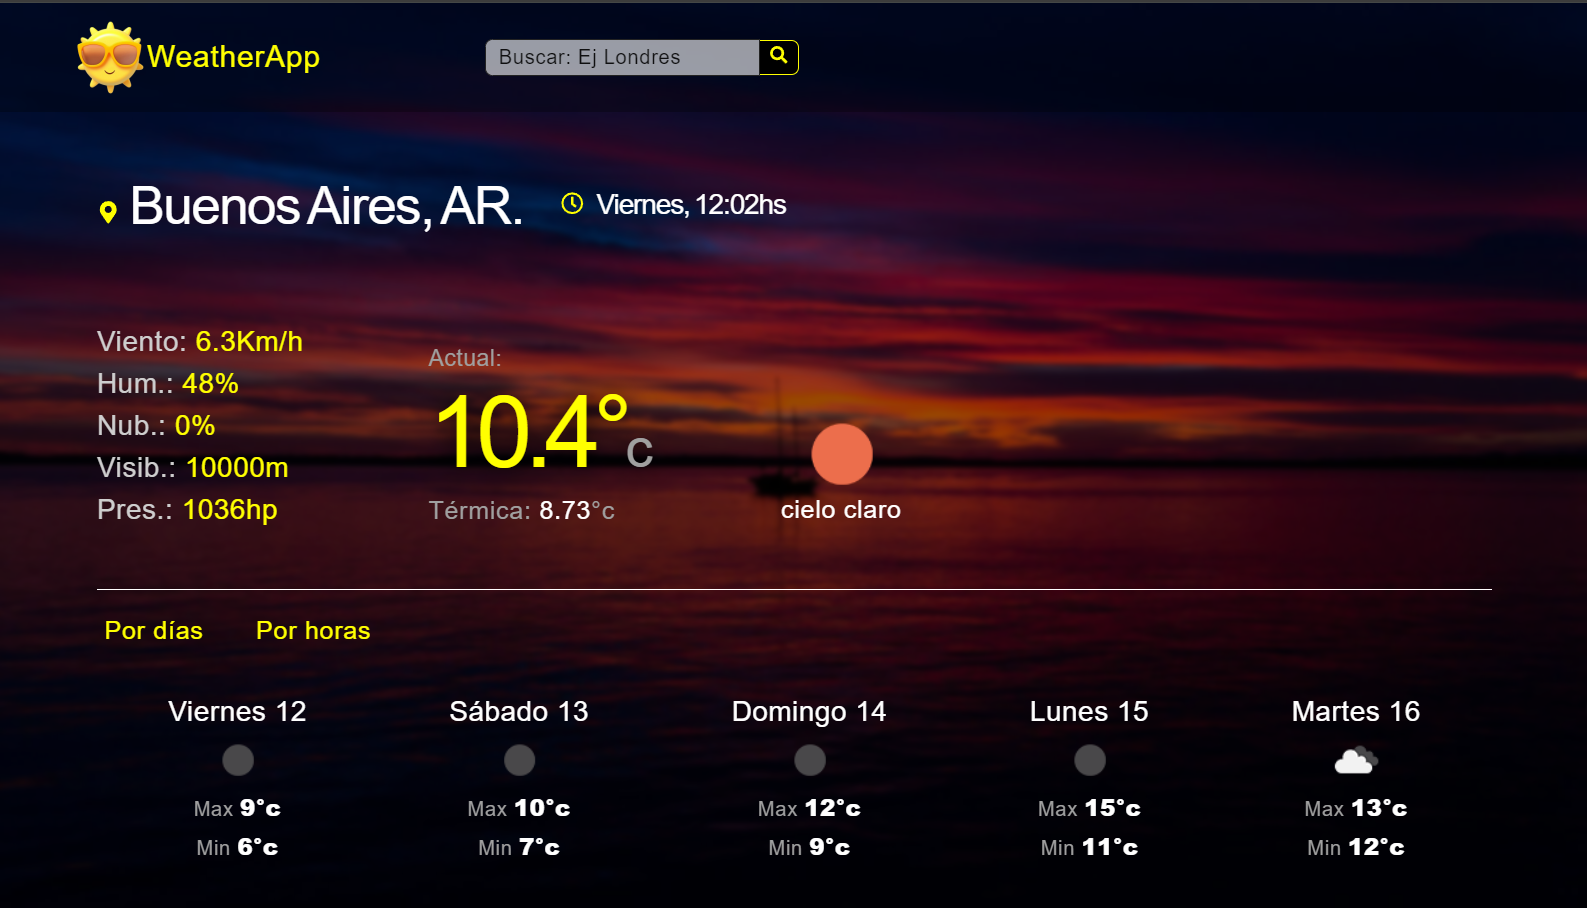 WeatherApp
Buscar: Ej Londres
Buenos Aires, AR.
Viernes, 12:02hs
Viento: 6.3Km/h
Hum.: 48%
Nub.: 0%
Visib.: 10000m
Pres.: 1036hp
Actual:
10.4°c
Térmica: 8.73°c
cielo claro
Por días
Por horas
Viernes 12
Max 9°c
Min 6°c
Sábado 13
Max 10°c
Min 7°c
Domingo 14
Max 12°c
Min 9°c
Lunes 15
Max 15°c
Min 11°c
Martes 16
Max 13°c
Min 12°c